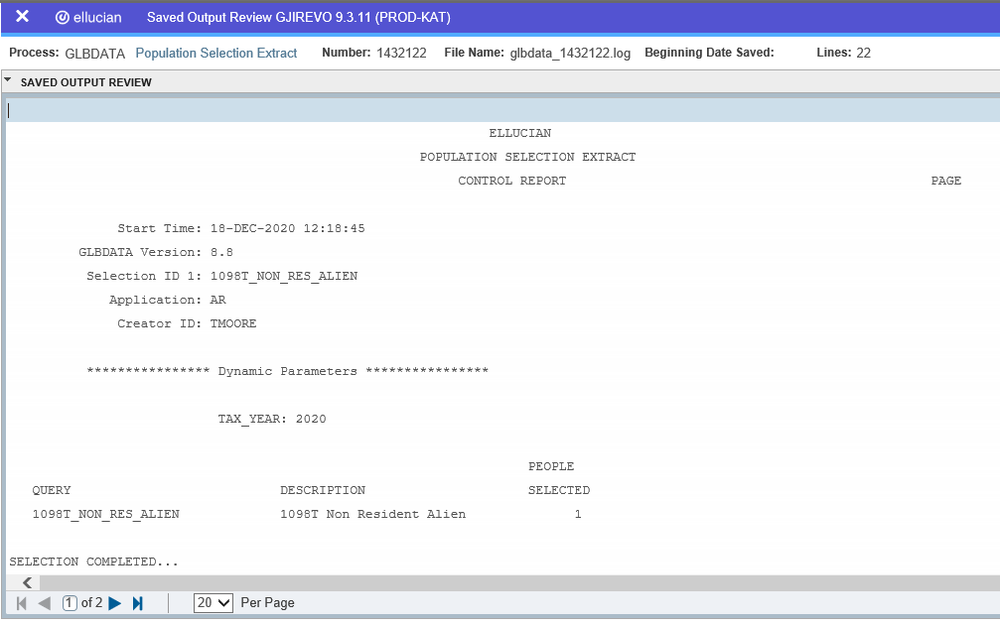 ellucian Saved Output Review GJIREVO 9.3.11 (PROD-KAT)
Process: GLBDATA Population Selection Extract Number: 1432122 File Name: glbdata_1432122.log Beginning Date Saved: Lines: 22
SAVED OUTPUT REVIEW
ELLUCIAN
POPULATION SELECTION EXTRACT
CONTROL REPORT PAGE
Start Time: 18-DEC-2020 12:18:45
GLBDATA Version: 8.8
Selection ID 1: 1098T_NON_RES_ALIEN
Application: AR
Creator ID: TMOORE
**************** Dynamic Parameters ****************
TAX_YEAR: 2020
PEOPLE
QUERY DESCRIPTION SELECTED
1098T_NON_RES_ALIEN 1098T Non Resident Alien 1
SELECTION COMPLETED...
1 of 2 20 Per Page